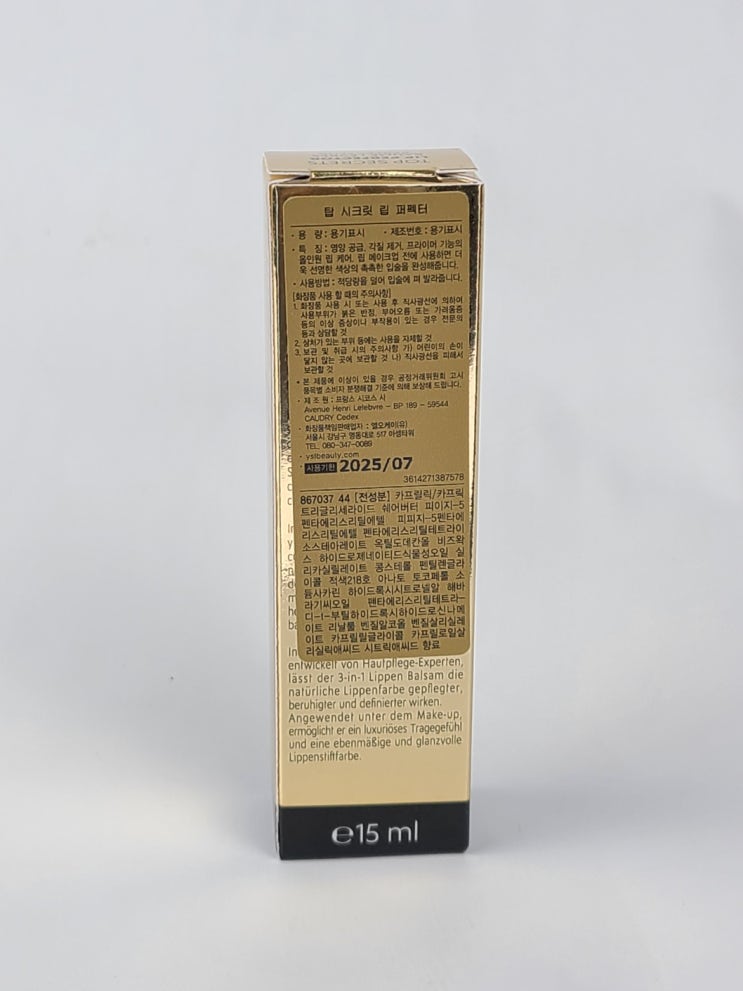 TOP SECRETS
LIP PERFECTOR
탑 시크릿 립 퍼펙터
• 용 량 : 용기표시 • 제조번호 : 용기표시
• 특 징 : 영양 공급, 각질 제거, 프라이머 기능의
올인원 립 케어, 립 메이크업 전에 사용하면 더
욱 선명한 색상의 촉촉한 입술을 완성해줍니다.
• 사용방법 : 적당량을 덜어 입술에 펴 발라줍니다.
[화장품 사용 할 때의 주의사항]
1. 화장품 사용 시 또는 사용 후 직사광선에 의하여
사용부위가 붉은 반점, 부어오름 또는 가려움증
등의 이상 증상이나 부작용이 있는 경우 전문의
등과 상담할 것
2. 상처가 있는 부위 등에는 사용을 자제할 것
3. 보관 및 취급 시의 주의사항 가) 어린이의 손이
닿지 않는 곳에 보관할 것 나) 직사광선을 피해서
보관할 것
• 본 제품에 이상이 있을 경우 공정거래위원회 고시
품목별 소비자 분쟁해결 기준에 의해 보상해 드립니다.
• 제 조 원 : 프랑스 시코스 사
Avenue Henri Lelebvre – BP 189 – 59544
CAUDRY Cedex
• 화장품책임판매업자 : 엘오케이(유)
서울시 강남구 영동대로 517 아셈타워
TEL. 080-347-0089
• yslbeauty.com
• 사용기한 2025/07
3614271387578
867037 44 [전성분] 카프릴릭/카프릭
트리글리세라이드 쉐어버터 피이지-5
펜타에리스리틸에텔 피피지-5펜타에
리스리틸에텔 펜타에리스리틸테트라이
소스테아레이트 옥틸도데칸올 비즈왁
스 하이드로제네이티드식물성오일 실
리카실릴레이트 콩스테롤 펜틸렌글라
이콜 적색218호 아나토 토코페롤 소
듐사카린 하이드록시시트로넬알 해바
라기씨오일 펜타에리스리틸테트라-
디-t-부틸하이드록시하이드로신나메
이트 리날룰 벤질알코올 벤질살리실레
이트 카프릴릴글라이콜 카프릴로일살
리실릭애씨드 시트릭애씨드 향료
entwickelt von Hautpflege-Experten,
lässt der 3-in-1 Lippen Balsam die
natürliche Lippenfarbe gepflegter,
beruhigter und definierter wirken.
Angewendet unter dem Make-up,
ermöglicht er ein luxuriöses Tragegefühl
und eine ebenmäßige und glanzvolle
Lippenstiftfarbe.
℮15 ml